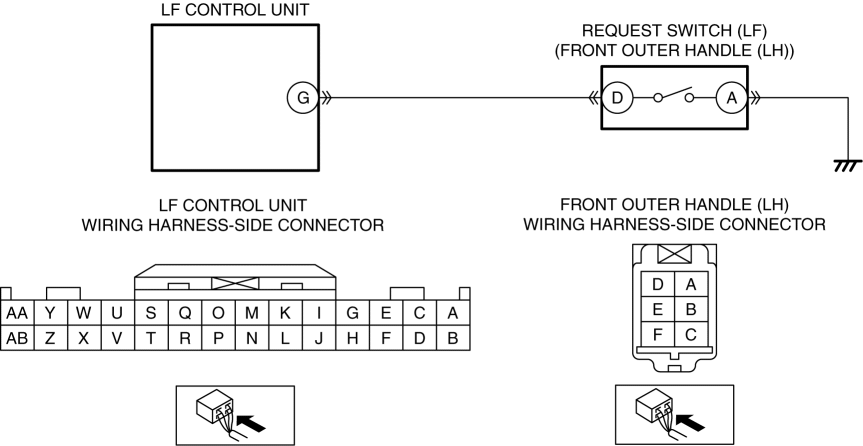 LF CONTROL UNIT
REQUEST SWITCH (LF)
(FRONT OUTER HANDLE (LH))
G
D
A
LF CONTROL UNIT
WIRING HARNESS-SIDE CONNECTOR
AA Y W U S Q O M K I G E C A
AB Z X V T R P N L J H F D B
FRONT OUTER HANDLE (LH)
WIRING HARNESS-SIDE CONNECTOR
D A
E B
F C